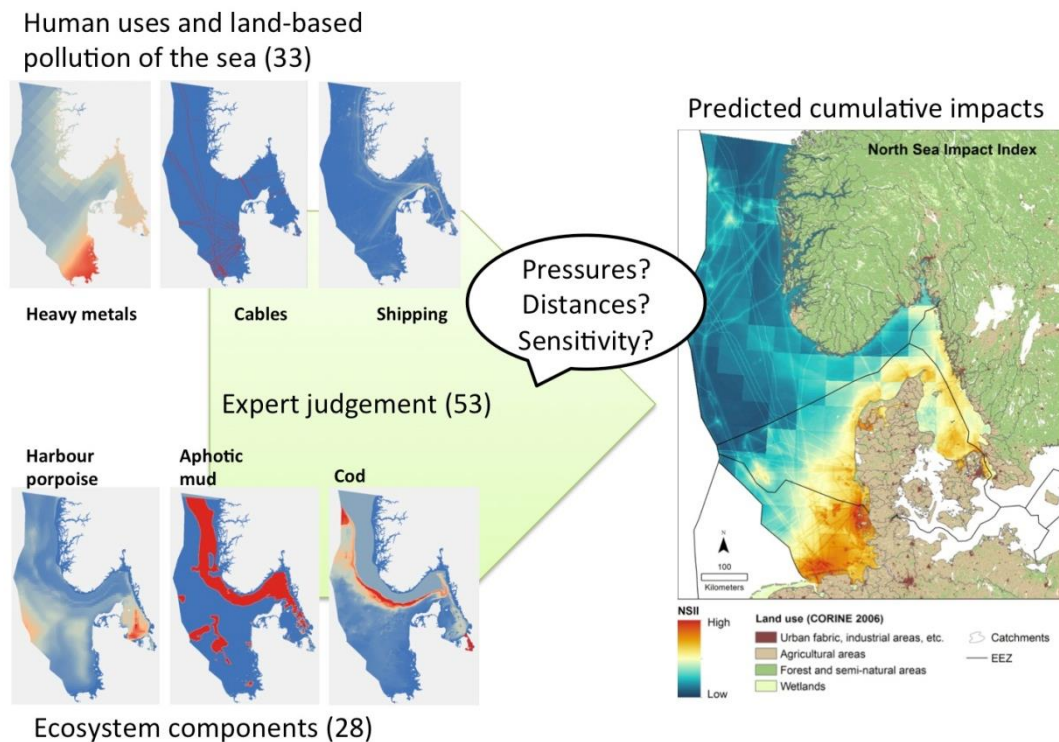 Human uses and land-based
pollution of the sea (33)
Heavy metals
Cables
Shipping
Pressures?
Distances?
Sensitivity?
Expert judgement (53)
Harbour
porpoise
Aphotic
mud
Cod
Ecosystem components (28)
Predicted cumulative impacts
North Sea Impact Index
N
100
Kilometers
NSII
High
Low
Land use (CORINE 2006)
Urban fabric, industrial areas, etc.
Agricultural areas
Forest and semi-natural areas
Wetlands
Catchments
EEZ